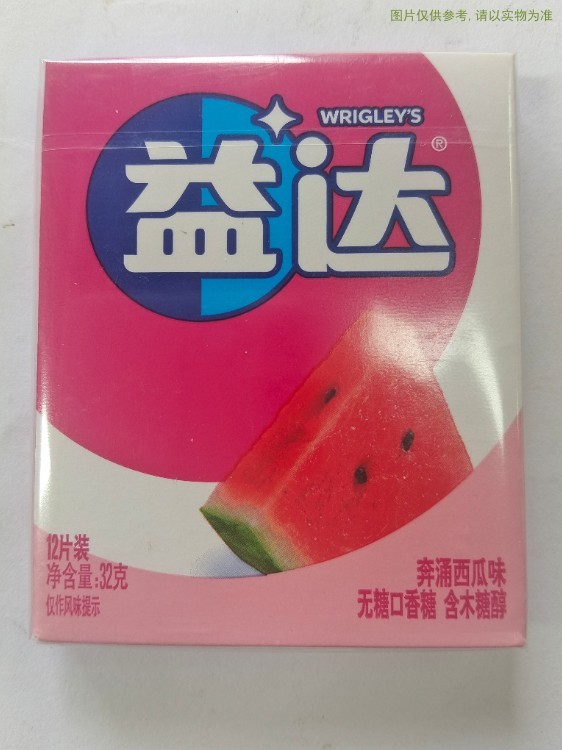 图片仅供参考, 请以实物为准
WRIGLEY'S
益达®
12片装
净含量:32克
仅作风味提示
奔涌西瓜味
无糖口香糖 含木糖醇